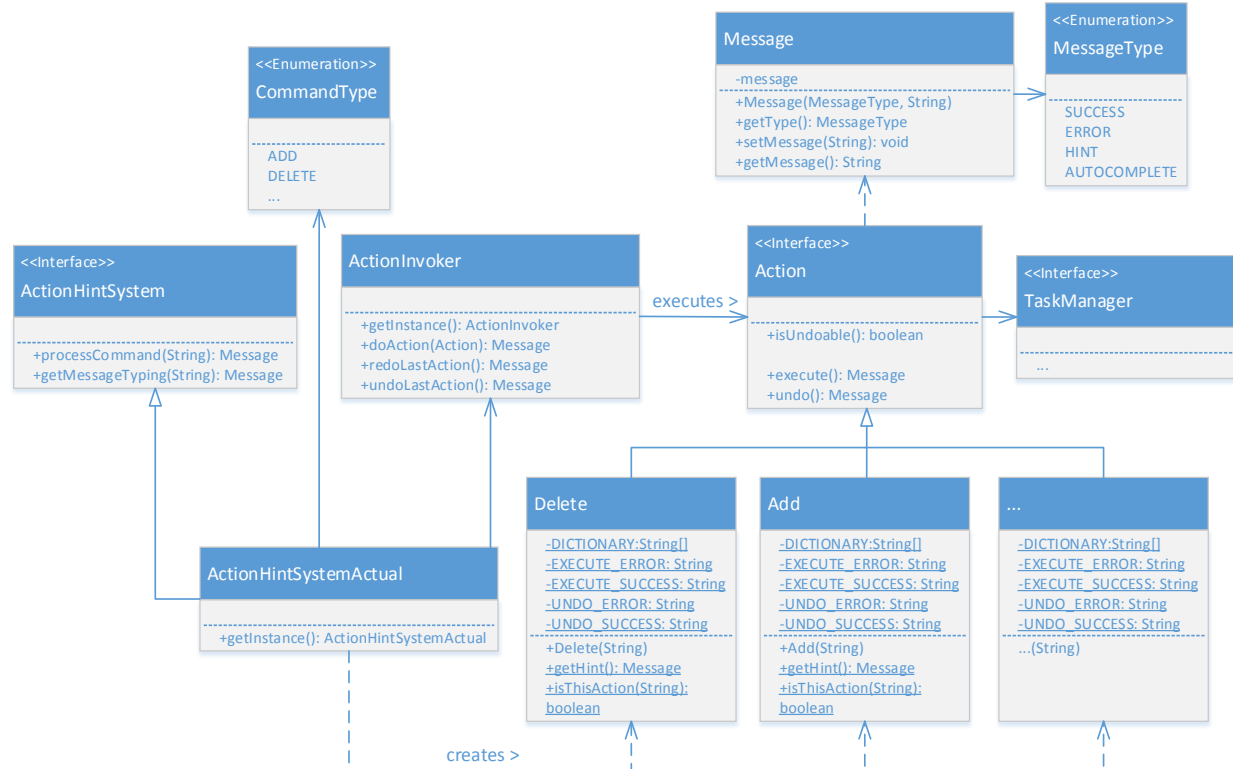 Message
-message
+Message(MessageType, String)
+getType(): MessageType
+setMessage(String): void
+getMessage(): String
<<Enumeration>>
MessageType
SUCCESS
ERROR
HINT
AUTOCOMPLETE
<<Enumeration>>
CommandType
ADD
DELETE
...
<<Interface>>
ActionHintSystem
+processCommand(String): Message
+getMessageTyping(String): Message
ActionInvoker
+getInstance(): ActionInvoker
+doAction(Action): Message
+redoLastAction(): Message
+undoLastAction(): Message
executes >
<<Interface>>
Action
+isUndoable(): boolean
+execute(): Message
+undo(): Message
<<Interface>>
TaskManager
...
ActionHintSystemActual
+getInstance(): ActionHintSystemActual
Delete
-DICTIONARY:String[]
-EXECUTE_ERROR: String
-EXECUTE_SUCCESS: String
-UNDO_ERROR: String
-UNDO_SUCCESS: String
+Delete(String)
+getHint(): Message
+isThisAction(String):
boolean
Add
-DICTIONARY:String[]
-EXECUTE_ERROR: String
-EXECUTE_SUCCESS: String
-UNDO_ERROR: String
-UNDO_SUCCESS: String
+Add(String)
+getHint(): Message
+isThisAction(String):
boolean
...
-DICTIONARY:String[]
-EXECUTE_ERROR: String
-EXECUTE_SUCCESS: String
-UNDO_ERROR: String
-UNDO_SUCCESS: String
...(String)
creates >